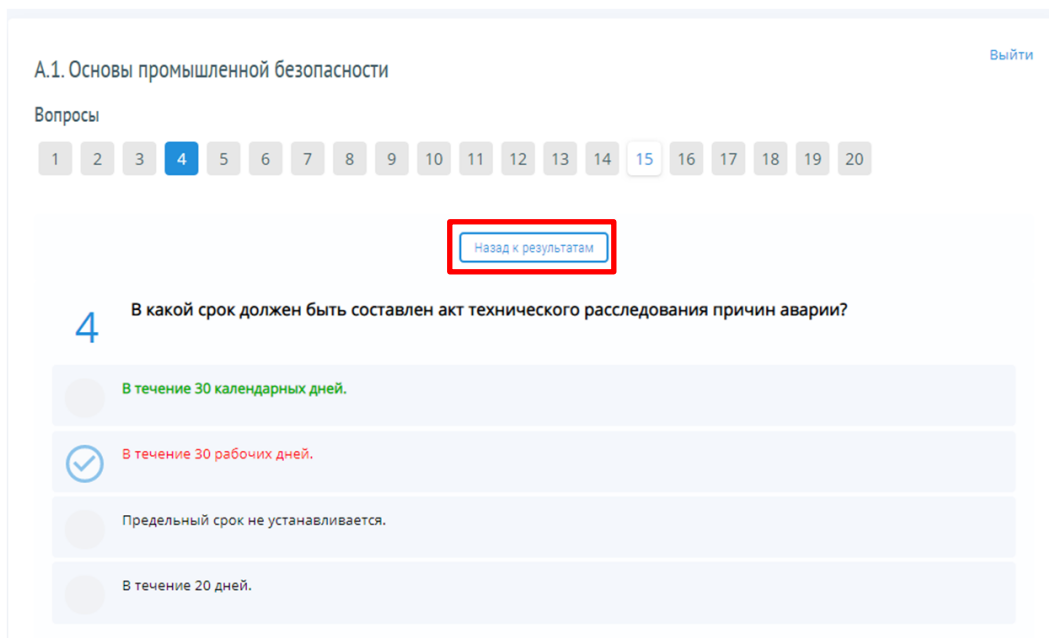 Выйти
А.1. Основы промышленной безопасности
Вопросы
1 2 3 4 5 6 7 8 9 10 11 12 13 14 15 16 17 18 19 20
Назад к результатам
4 В какой срок должен быть составлен акт технического расследования причин аварии?
В течение 30 календарных дней.
В течение 30 рабочих дней.
Предельный срок не устанавливается.
В течение 20 дней.